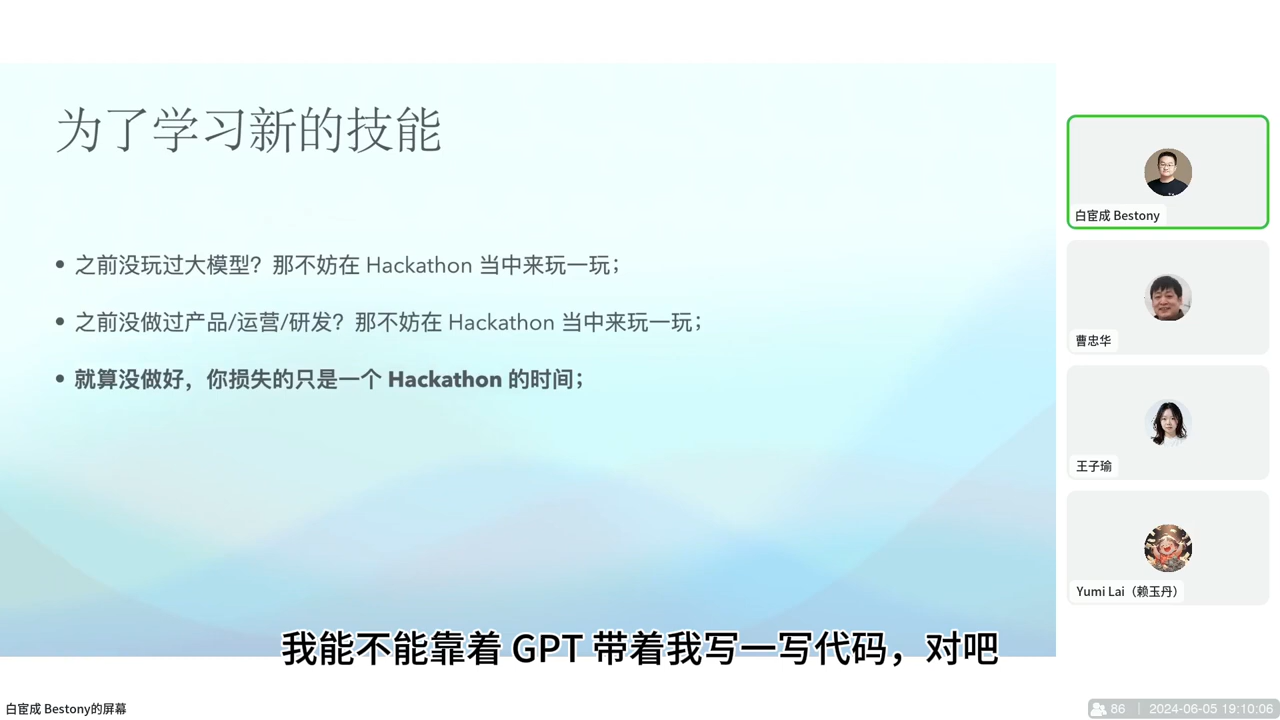 为了学习新的技能
• 之前没玩过大模型？那不妨在 Hackathon 当中来玩一玩；
• 之前没做过产品/运营/研发？那不妨在 Hackathon 当中来玩一玩；
• 就算没做好，你损失的只是一个 Hackathon 的时间；
我能不能靠着 GPT 带着我写一写代码，对吧
白宦成 Bestony
曹忠华
王子瑜
Yumi Lai（赖玉丹）
白宦成 Bestony的屏幕
86 | 2024-06-05 19:10:06